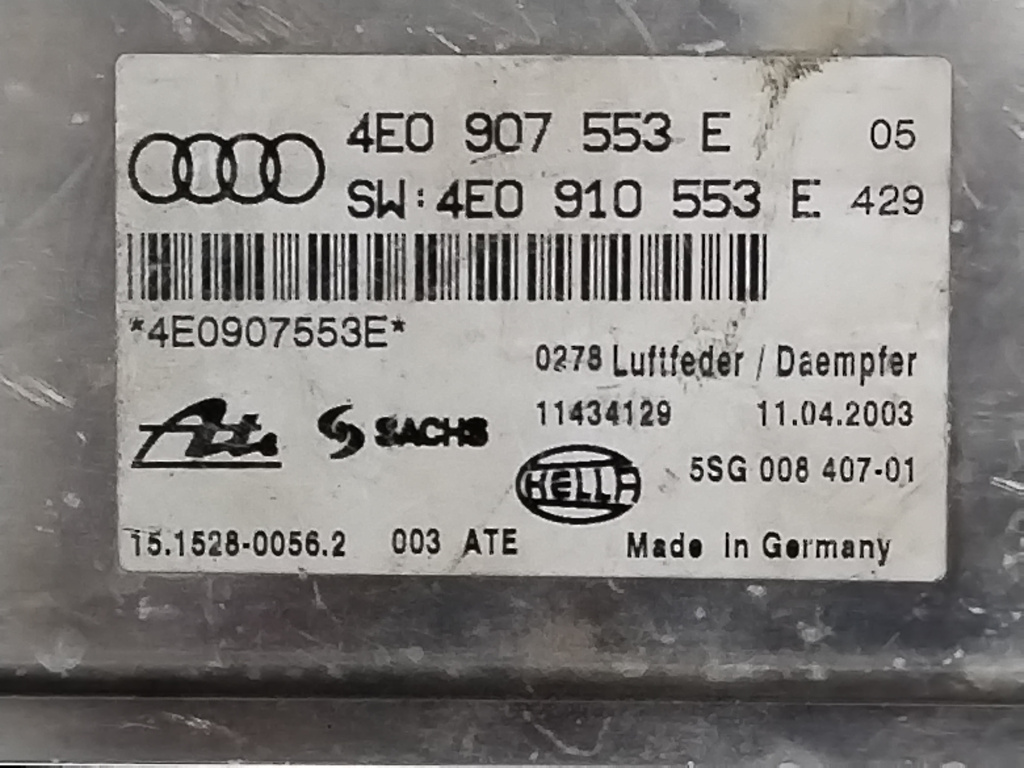 4E0 907 553 E 05
SW:4E0 910 553 E 429
*4E0907553E*
0278 Luftfeder / Daempfer
11434129 11.04.2003
Ate SACHS
HELLA 5SG 008 407-01
15.1528-0056.2 003 ATE Made in Germany